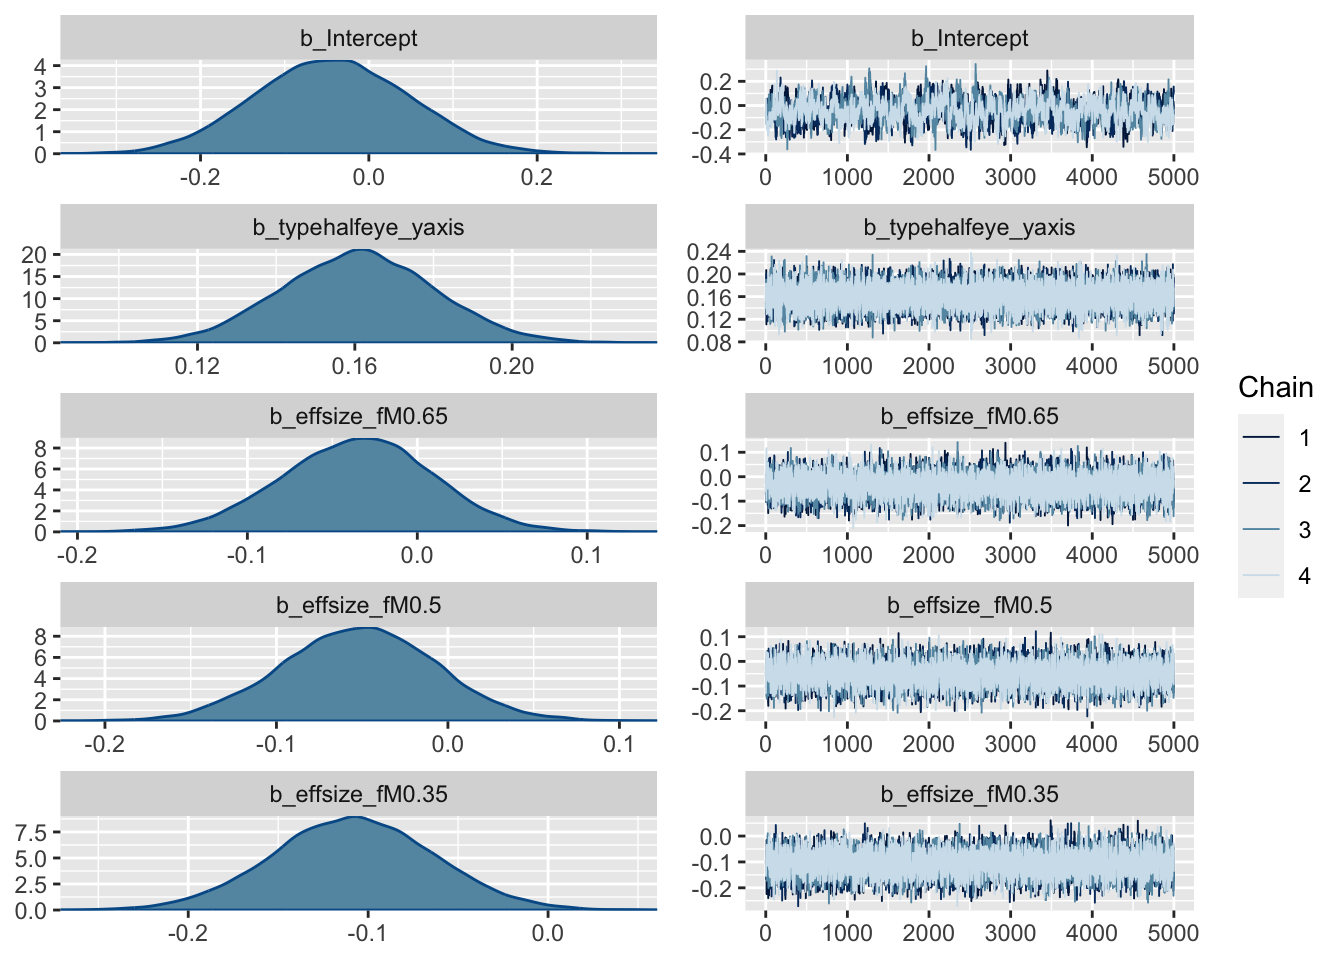 b_Intercept
4
3
2
1
0
-0.2 0.0 0.2
b_Intercept
0.2
0.0
-0.2
-0.4
0 1000 2000 3000 4000 5000
b_typehalfeye_yaxis
20
15
10
5
0
0.12 0.16 0.20
b_typehalfeye_yaxis
0.24
0.20
0.16
0.12
0.08
0 1000 2000 3000 4000 5000
b_effsize_fM0.65
8
6
4
2
0
-0.2 -0.1 0.0 0.1
b_effsize_fM0.65
0.1
0.0
-0.1
-0.2
0 1000 2000 3000 4000 5000
b_effsize_fM0.5
8
6
4
2
0
-0.2 -0.1 0.0 0.1
b_effsize_fM0.5
0.1
0.0
-0.1
-0.2
0 1000 2000 3000 4000 5000
b_effsize_fM0.35
7.5
5.0
2.5
0.0
-0.2 -0.1 0.0
b_effsize_fM0.35
0.0
-0.1
-0.2
0 1000 2000 3000 4000 5000
Chain
1
2
3
4